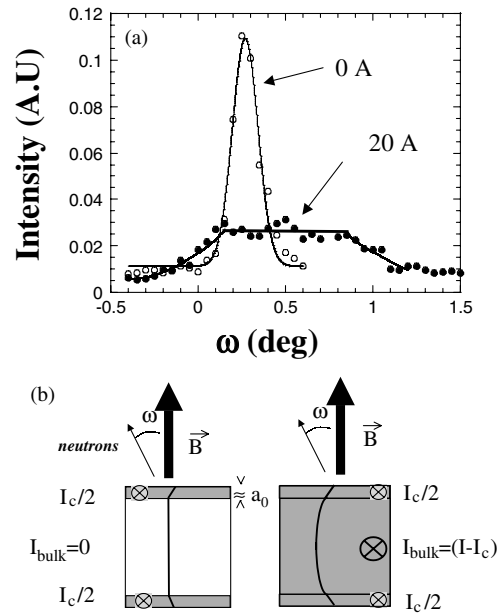 (a)
0.12
0.1
0.08
0.06
0.04
0.02
0
Intensity (A.U)
0 A
20 A
-0.5 0 0.5 1 1.5
ω (deg)
(b)
ω ω
neutrons B B
I_c/2 a_0 I_c/2
I_bulk=0 I_bulk=(I-I_c)
I_c/2 I_c/2